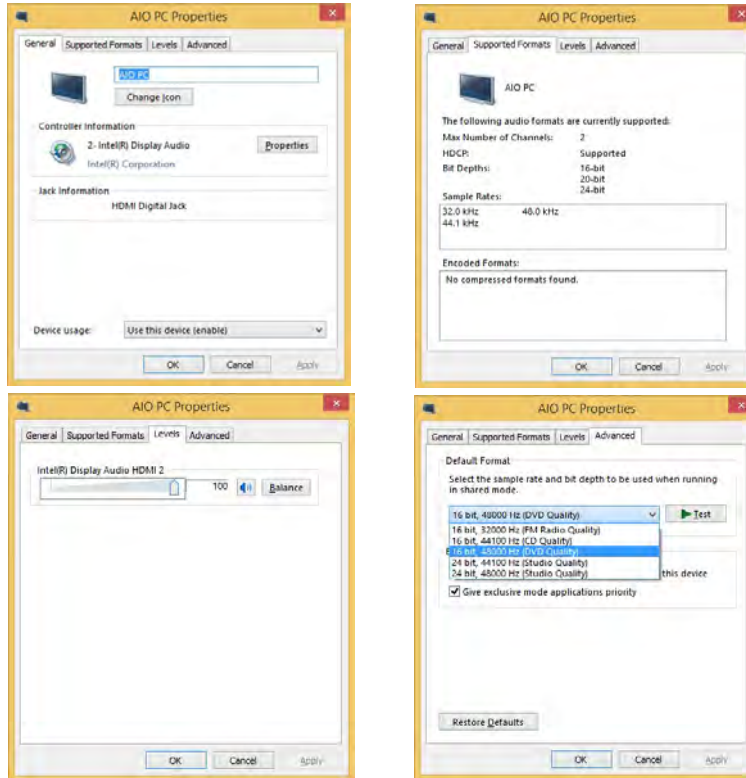 AIO PC Properties
General Supported Formats Levels Advanced
AIO PC
Change Icon
Controller Information
2- Intel(R) Display Audio Properties
Intel(R) Corporation
Jack Information
HDMI Digital Jack
Device usage: Use this device (enable)
OK Cancel Apply
AIO PC Properties
General Supported Formats Levels Advanced
AIO PC
The following audio formats are currently supported:
Max Number of Channels: 2
HDCP: Supported
Bit Depths: 16-bit
20-bit
24-bit
Sample Rates:
32.0 kHz 48.0 kHz
44.1 kHz
Encoded Formats:
No compressed formats found.
OK Cancel Apply
AIO PC Properties
General Supported Formats Levels Advanced
Intel(R) Display Audio HDMI 2
100 Balance
OK Cancel Apply
AIO PC Properties
General Supported Formats Levels Advanced
Default Format
Select the sample rate and bit depth to be used when running
in shared mode.
16 bit, 48000 Hz (DVD Quality) Test
16 bit, 32000 Hz (FM Radio Quality)
16 bit, 44100 Hz (CD Quality)
16 bit, 48000 Hz (DVD Quality)
24 bit, 44100 Hz (Studio Quality)
24 bit, 48000 Hz (Studio Quality)
this device
Give exclusive mode applications priority
Restore Defaults
OK Cancel Apply